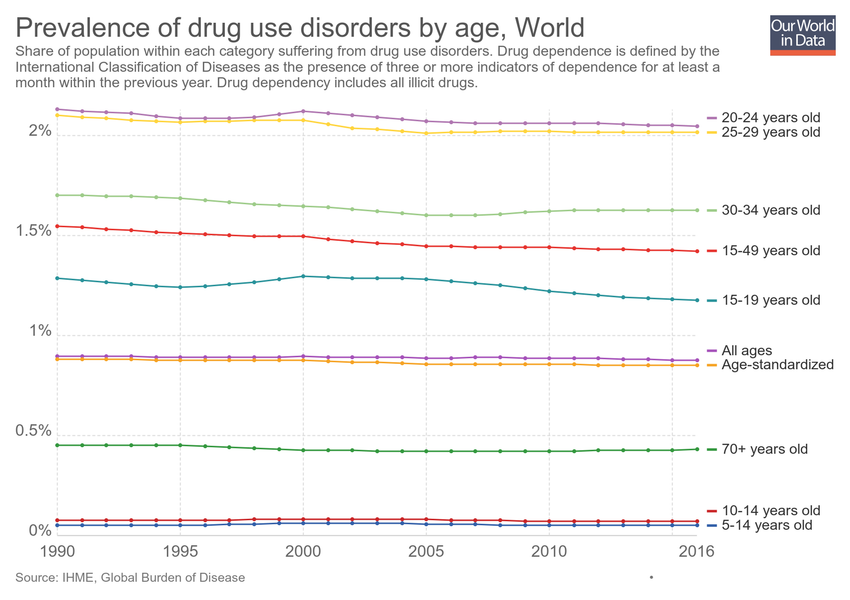 Prevalence of drug use disorders by age, World
Our World
in Data
Share of population within each category suffering from drug use disorders. Drug dependence is defined by the
International Classification of Diseases as the presence of three or more indicators of dependence for at least a
month within the previous year. Drug dependency includes all illicit drugs.
2%
1.5%
1%
0.5%
0%
20-24 years old
25-29 years old
30-34 years old
15-49 years old
15-19 years old
All ages
Age-standardized
70+ years old
10-14 years old
5-14 years old
1990
1995
2000
2005
2010
2016
Source: IHME, Global Burden of Disease